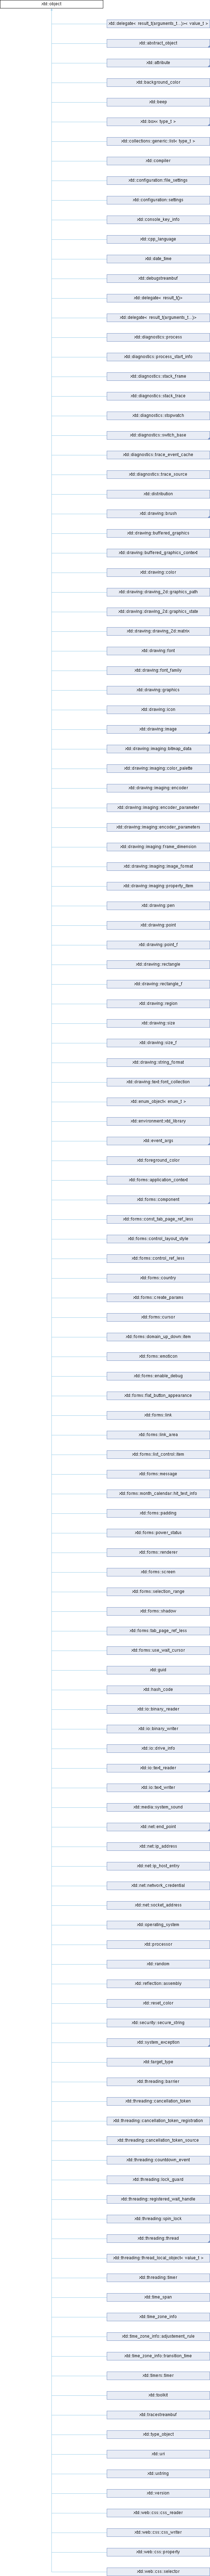 xtd::object
xtd::delegate< result_t(arguments_t...)>< value_t >
xtd::abstract_object
xtd::attribute
xtd::background_color
xtd::beep
xtd::box< type_t >
xtd::collections::generic::list< type_t >
xtd::compiler
xtd::configuration::file_settings
xtd::configuration::settings
xtd::console_key_info
xtd::cpp_language
xtd::date_time
xtd::debugstreambuf
xtd::delegate< result_t()>
xtd::delegate< result_t(arguments_t...)>
xtd::diagnostics::process
xtd::diagnostics::process_start_info
xtd::diagnostics::stack_frame
xtd::diagnostics::stack_trace
xtd::diagnostics::stopwatch
xtd::diagnostics::switch_base
xtd::diagnostics::trace_event_cache
xtd::diagnostics::trace_source
xtd::distribution
xtd::drawing::brush
xtd::drawing::buffered_graphics
xtd::drawing::buffered_graphics_context
xtd::drawing::color
xtd::drawing::drawing_2d::graphics_path
xtd::drawing::drawing_2d::graphics_state
xtd::drawing::drawing_2d::matrix
xtd::drawing::font
xtd::drawing::font_family
xtd::drawing::graphics
xtd::drawing::icon
xtd::drawing::image
xtd::drawing::imaging::bitmap_data
xtd::drawing::imaging::color_palette
xtd::drawing::imaging::encoder
xtd::drawing::imaging::encoder_parameter
xtd::drawing::imaging::encoder_parameters
xtd::drawing::imaging::frame_dimension
xtd::drawing::imaging::image_format
xtd::drawing::imaging::property_item
xtd::drawing::pen
xtd::drawing::point
xtd::drawing::point_f
xtd::drawing::rectangle
xtd::drawing::rectangle_f
xtd::drawing::region
xtd::drawing::size
xtd::drawing::size_f
xtd::drawing::string_format
xtd::drawing::text::font_collection
xtd::enum_object< enum_t >
xtd::environment::xtd_library
xtd::event_args
xtd::foreground_color
xtd::forms::application_context
xtd::forms::component
xtd::forms::const_tab_page_ref_less
xtd::forms::control_layout_style
xtd::forms::control_ref_less
xtd::forms::country
xtd::forms::create_params
xtd::forms::cursor
xtd::forms::domain_up_down::item
xtd::forms::emoticon
xtd::forms::enable_debug
xtd::forms::flat_button_appearance
xtd::forms::link
xtd::forms::link_area
xtd::forms::list_control::item
xtd::forms::message
xtd::forms::month_calendar::hit_test_info
xtd::forms::padding
xtd::forms::power_status
xtd::forms::renderer
xtd::forms::screen
xtd::forms::selection_range
xtd::forms::shadow
xtd::forms::tab_page_ref_less
xtd::forms::use_wait_cursor
xtd::guid
xtd::hash_code
xtd::io::binary_reader
xtd::io::binary_writer
xtd::io::drive_info
xtd::io::text_reader
xtd::io::text_writer
xtd::media::system_sound
xtd::net::end_point
xtd::net::ip_address
xtd::net::ip_host_entry
xtd::net::network_credential
xtd::net::socket_address
xtd::operating_system
xtd::processor
xtd::random
xtd::reflection::assembly
xtd::reset_color
xtd::security::secure_string
xtd::system_exception
xtd::target_type
xtd::threading::barrier
xtd::threading::cancellation_token
xtd::threading::cancellation_token_registration
xtd::threading::cancellation_token_source
xtd::threading::countdown_event
xtd::threading::lock_guard
xtd::threading::registered_wait_handle
xtd::threading::spin_lock
xtd::threading::thread
xtd::threading::thread_local_object< value_t >
xtd::threading::timer
xtd::time_span
xtd::time_zone_info
xtd::time_zone_info::adjustement_rule
xtd::time_zone_info::transition_time
xtd::timers::timer
xtd::toolkit
xtd::tracestreambuf
xtd::type_object
xtd::uri
xtd::ustring
xtd::version
xtd::web::css::css_reader
xtd::web::css::css_writer
xtd::web::css::property
xtd::web::css::selector